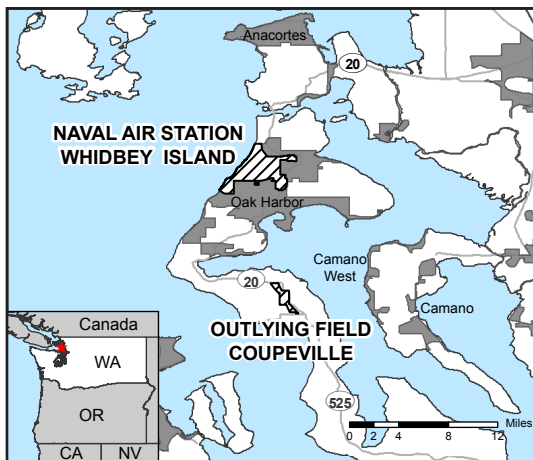 Anacortes
20
NAVAL AIR STATION
WHIDBEY ISLAND
Oak Harbor
Camano
West
20
Camano
OUTLYING FIELD
COUPEVILLE
Canada
WA
OR
CA
NV
525
Miles
0 2 4 8 12